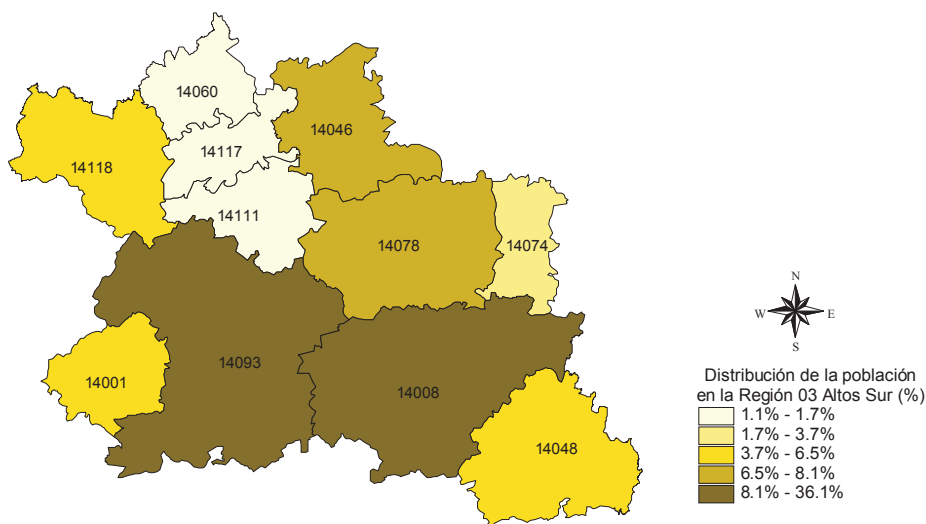 14060
14046
14117
14118
14111
14078
14074
N
W E
S
14093
14001
14008
14048
Distribución de la población
en la Región 03 Altos Sur (%)
1.1% - 1.7%
1.7% - 3.7%
3.7% - 6.5%
6.5% - 8.1%
8.1% - 36.1%